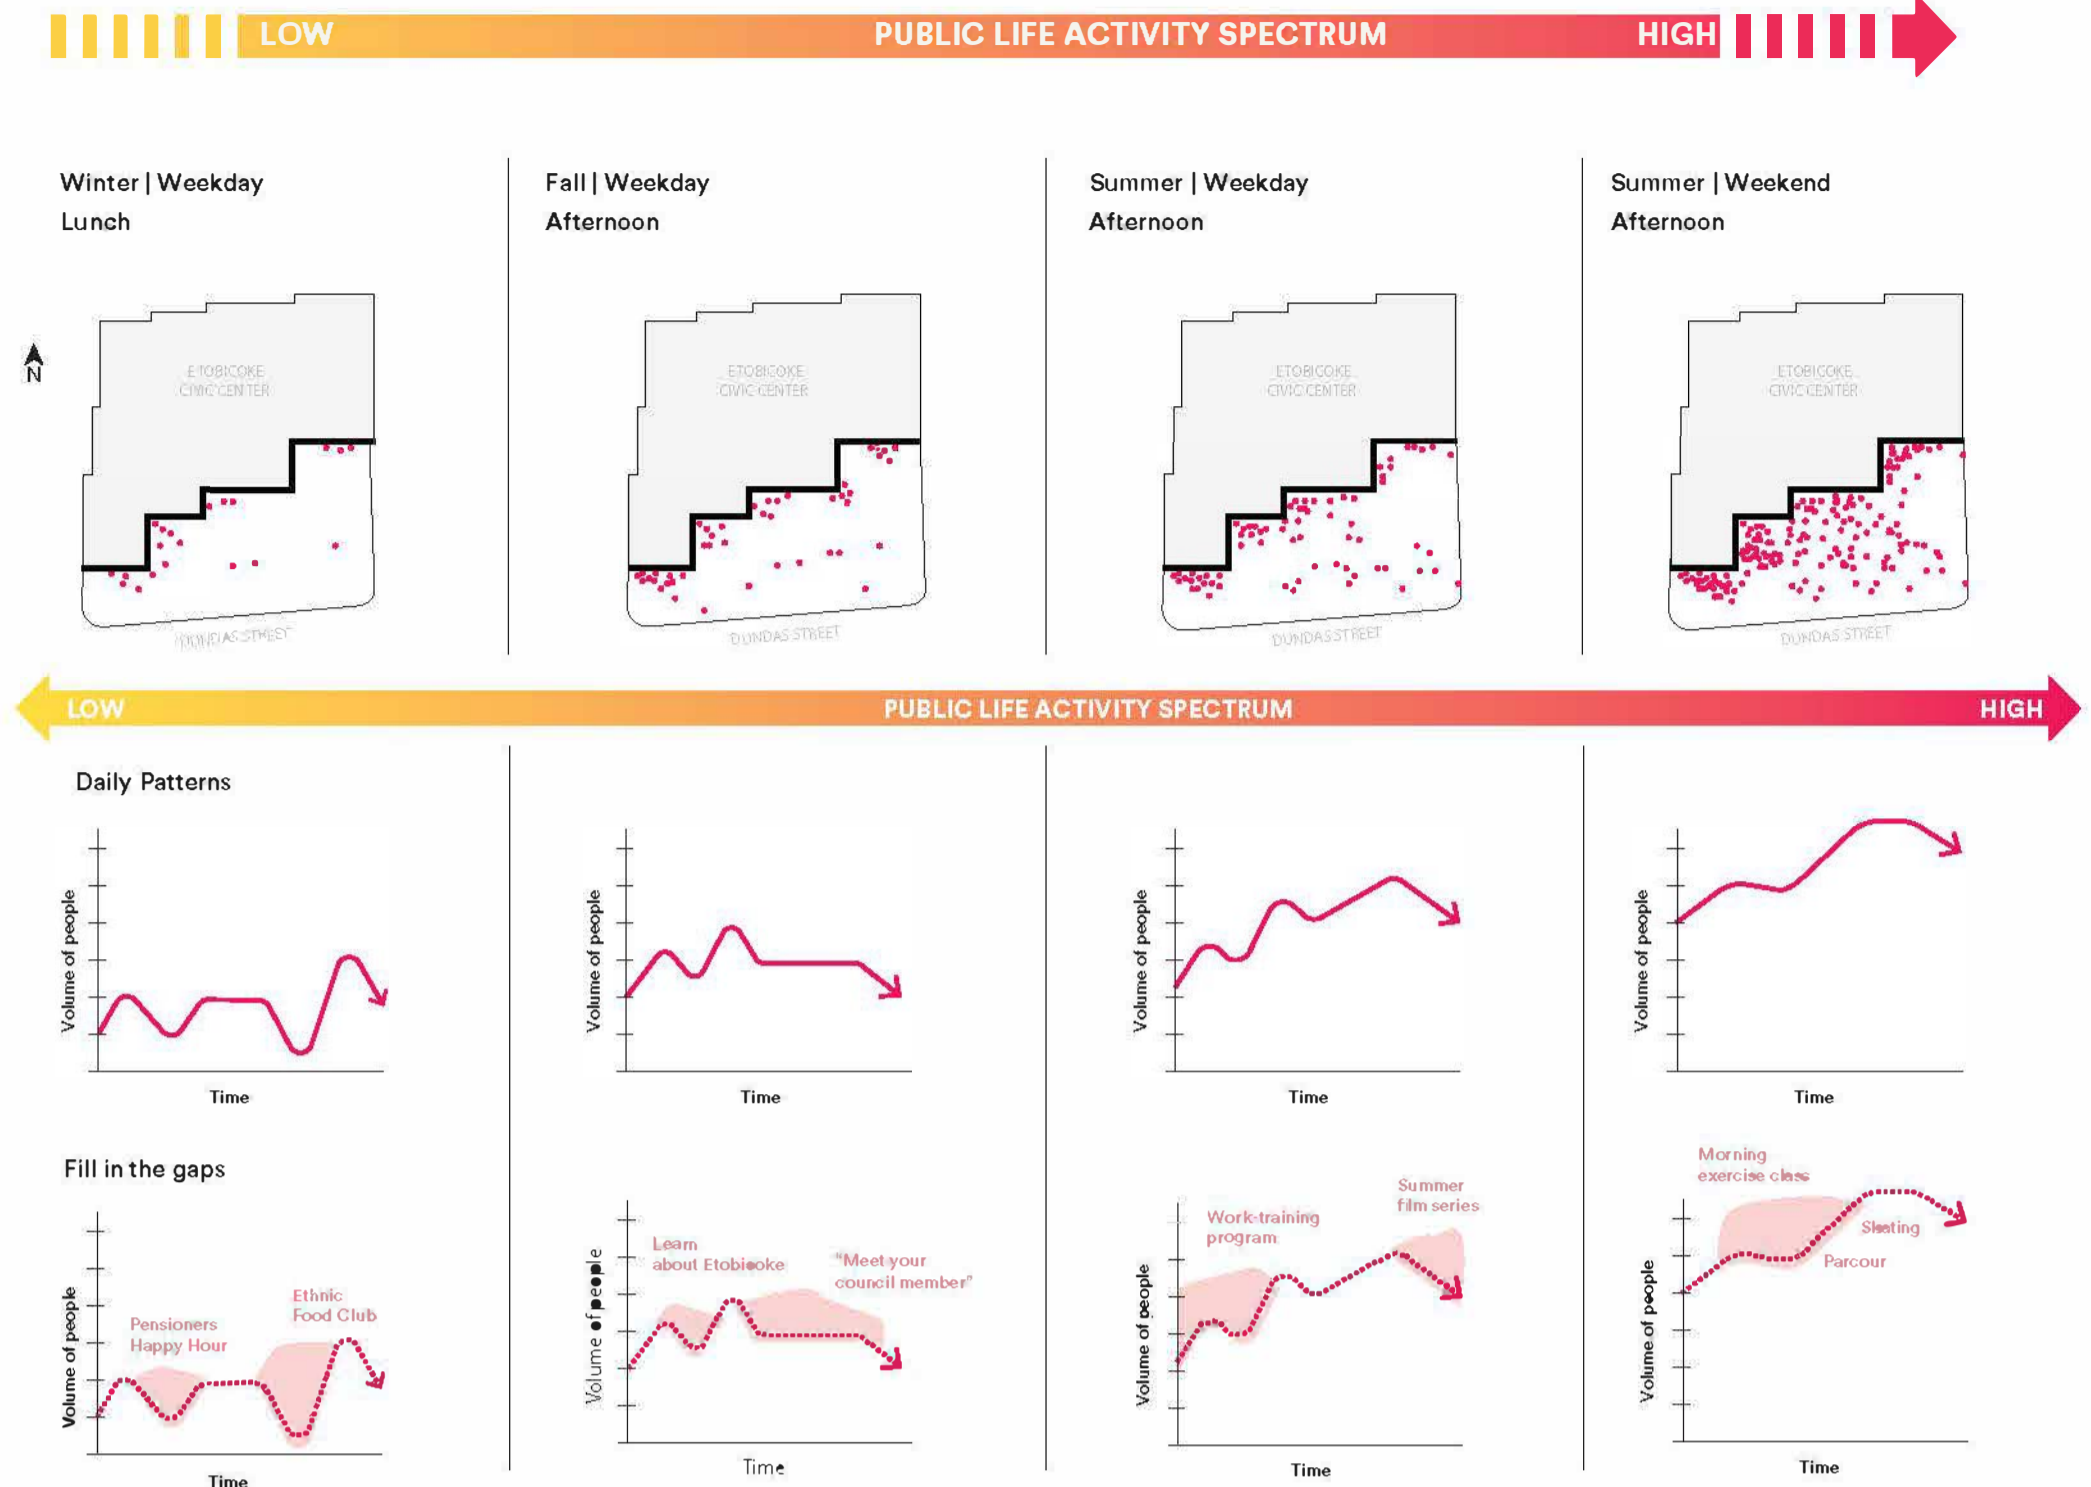 LOW PUBLIC LIFE ACTIVITY SPECTRUM HIGH
Winter | Weekday
Lunch
Fall | Weekday
Afternoon
Summer | Weekday
Afternoon
Summer | Weekend
Afternoon
N
ETOBICOKE
CIVIC CENTER
DUNDAS STREET
ETOBICOKE
CIVIC CENTER
DUNDAS STREET
ETOBICOKE
CIVIC CENTER
DUNDAS STREET
ETOBICOKE
CIVIC CENTER
DUNDAS STREET
LOW PUBLIC LIFE ACTIVITY SPECTRUM HIGH
Daily Patterns
Volume of people
Time
Volume of people
Time
Volume of people
Time
Volume of people
Time
Fill in the gaps
Pensioners
Happy Hour
Ethnic
Food Club
Volume of people
Time
Learn
about Etobicoke
"Meet your
council member"
Volume of people
Time
Work-training
program
Summer
film series
Volume of people
Time
Morning
exercise class
Skating
Parcour
Volume of people
Time